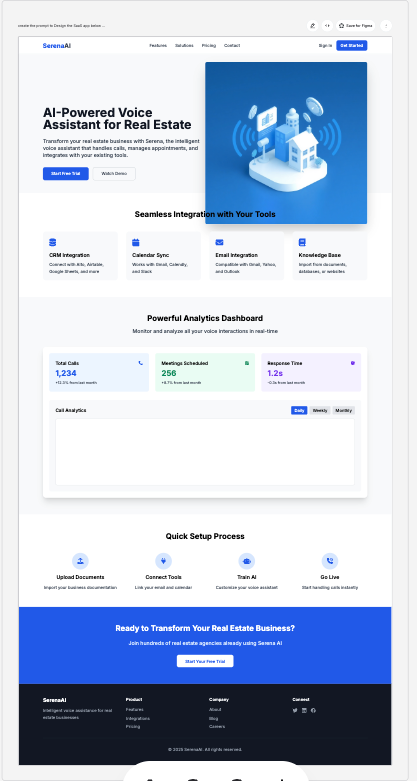 create the prompt to Design the SaaS app below ...
Save for Figma
SerenaAI
Features Solutions Pricing Contact
Sign In Get Started
AI-Powered Voice
Assistant for Real Estate
Transform your real estate business with Serena, the intelligent
voice assistant that handles calls, manages appointments, and
integrates with your existing tools.
Start Free Trial Watch Demo
Seamless Integration with Your Tools
CRM Integration
Connect with Alto, Airtable,
Google Sheets, and more
Calendar Sync
Works with Gmail, Calendly,
and Slack
Email Integration
Compatible with Gmail, Yahoo,
and Outlook
Knowledge Base
Import from documents,
databases, or websites
Powerful Analytics Dashboard
Monitor and analyze all your voice interactions in real-time
Total Calls
1,234
+12.3% from last month
Meetings Scheduled
256
+8.7% from last month
Response Time
1.2s
-0.3s from last month
Call Analytics
Daily Weekly Monthly
Quick Setup Process
Upload Documents
Import your business documentation
Connect Tools
Link your email and calendar
Train AI
Customize your voice assistant
Go Live
Start handling calls instantly
Ready to Transform Your Real Estate Business?
Join hundreds of real estate agencies already using Serena AI
Start Your Free Trial
SerenaAI
Intelligent voice assistance for real
estate businesses
Product
Features
Integrations
Pricing
Company
About
Blog
Careers
Connect
© 2025 SerenaAI. All rights reserved.